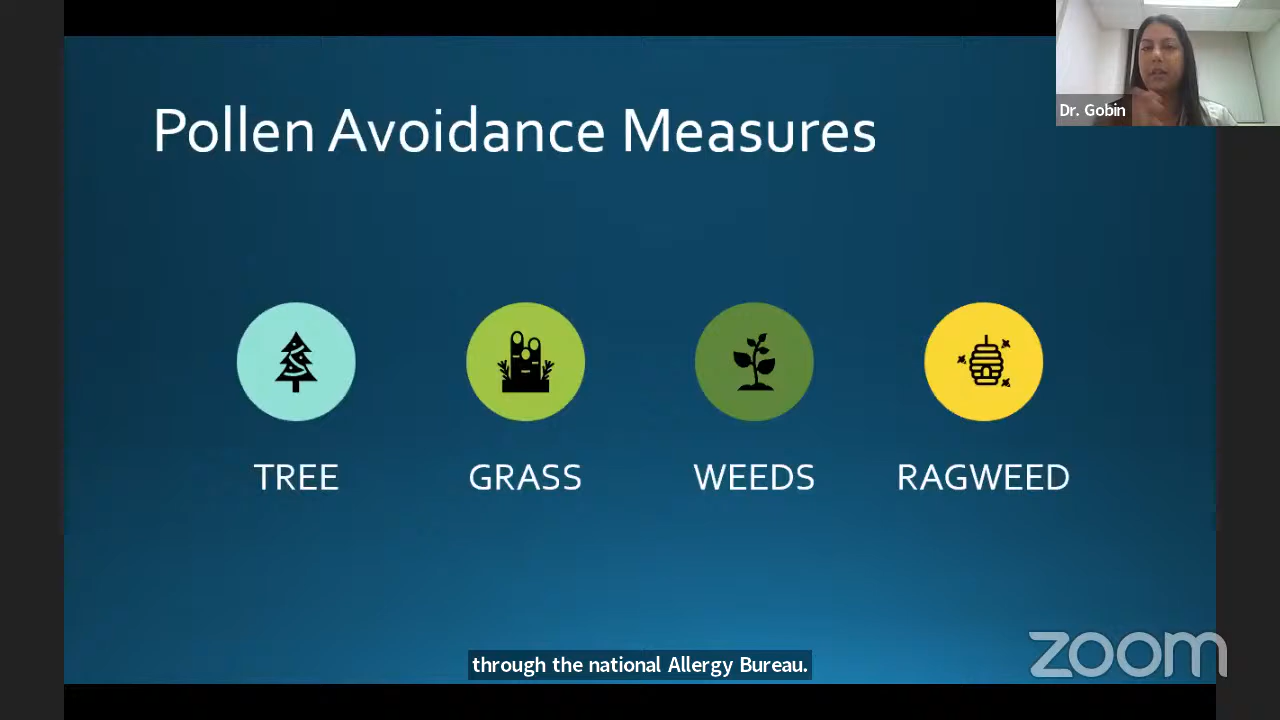 Pollen Avoidance Measures
Dr. Gobin
TREE
GRASS
WEEDS
RAGWEED
through the national Allergy Bureau.
zoom